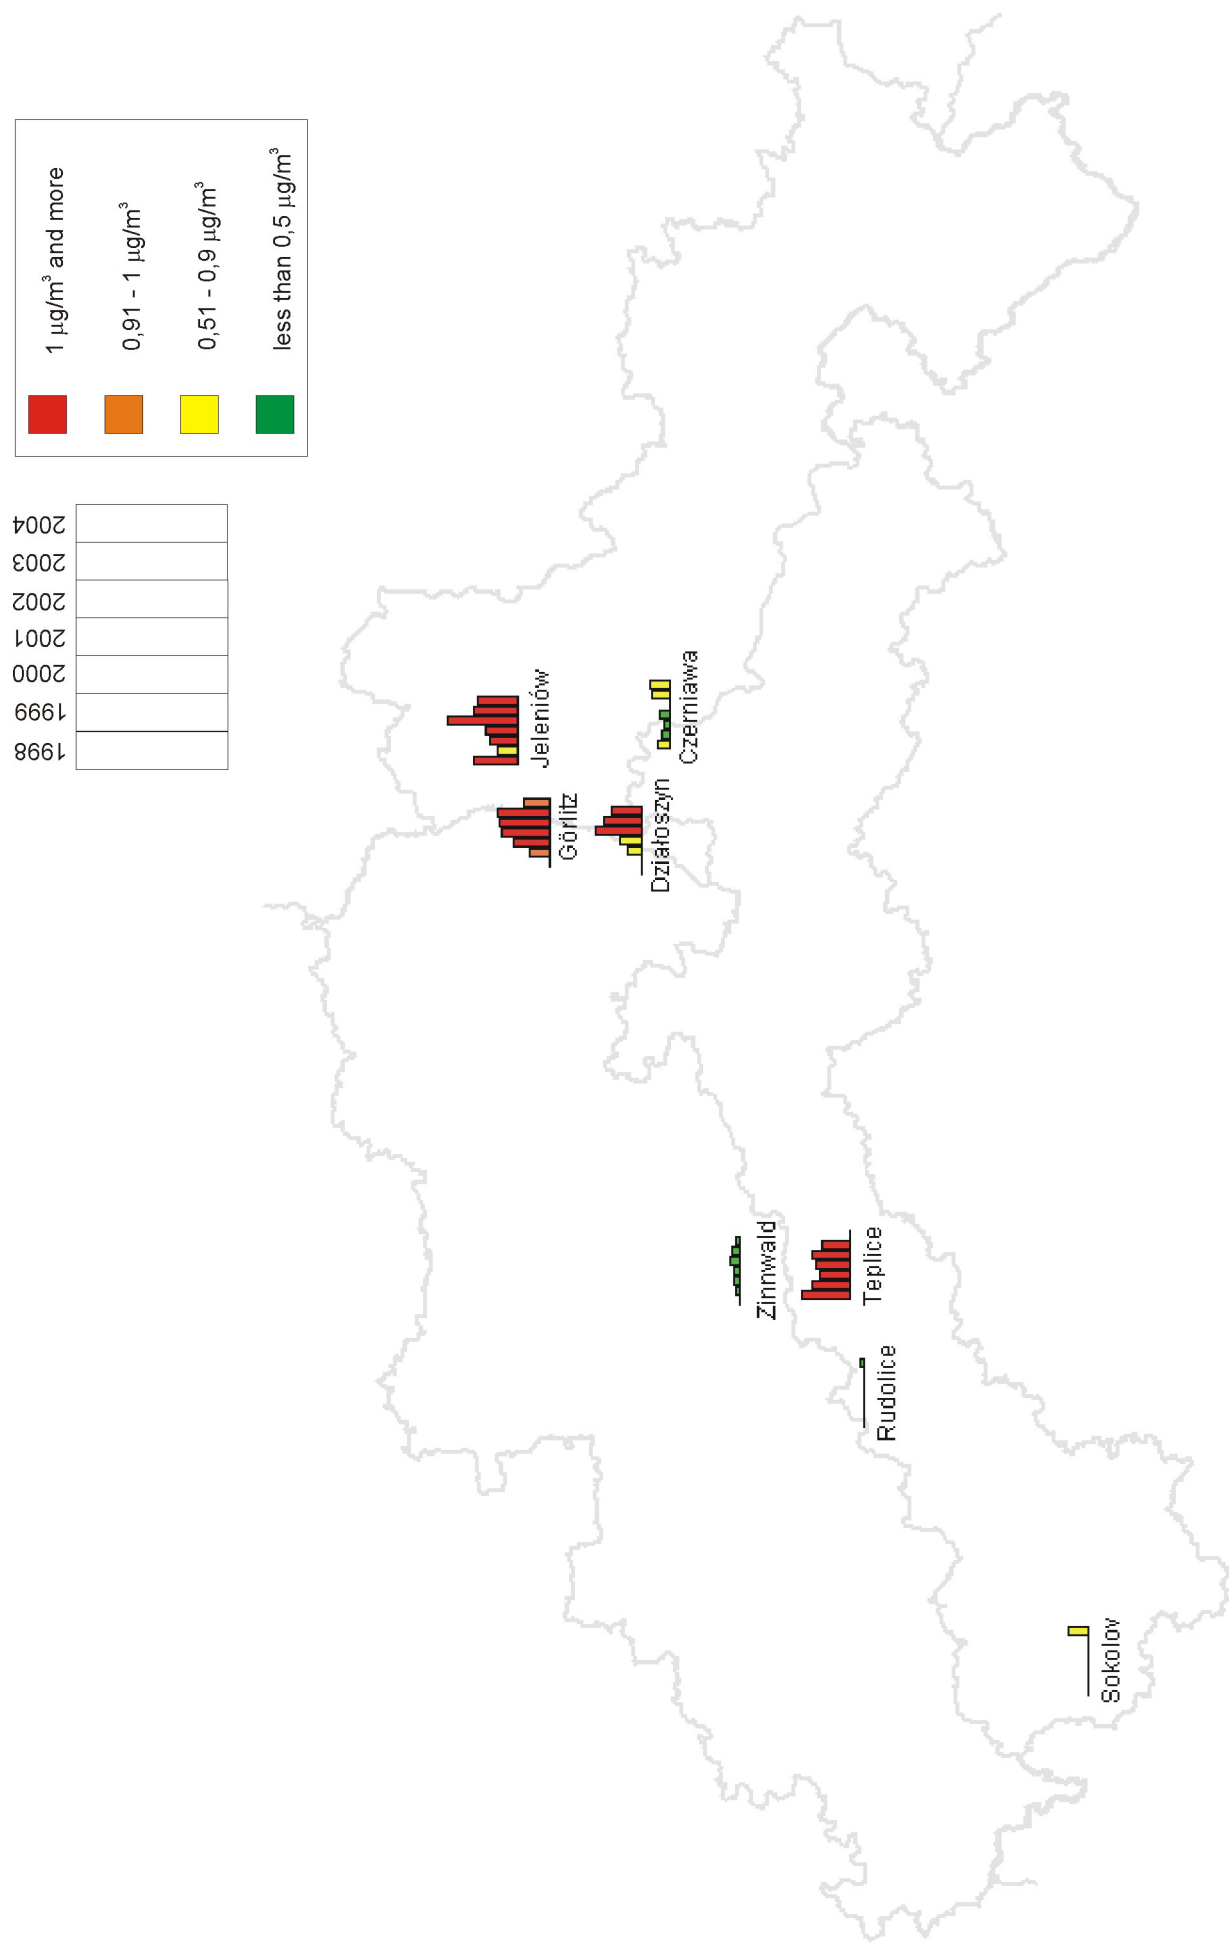 1 µg/m³ and more
0,91 - 1 µg/m³
0,51 - 0,9 µg/m³
less than 0,5 µg/m³
1998
1999
2000
2001
2002
2003
2004
Jeleniów
Görlitz
Działoszyn
Czerniawa
Zinnwald
Teplice
Rudolice
Sokolov